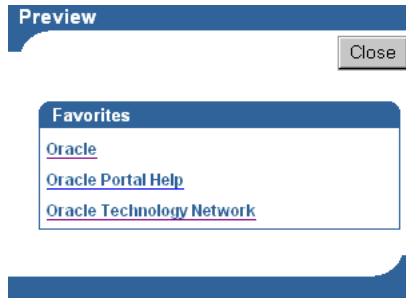 Preview
Close
Favorites
Oracle
Oracle Portal Help
Oracle Technology Network